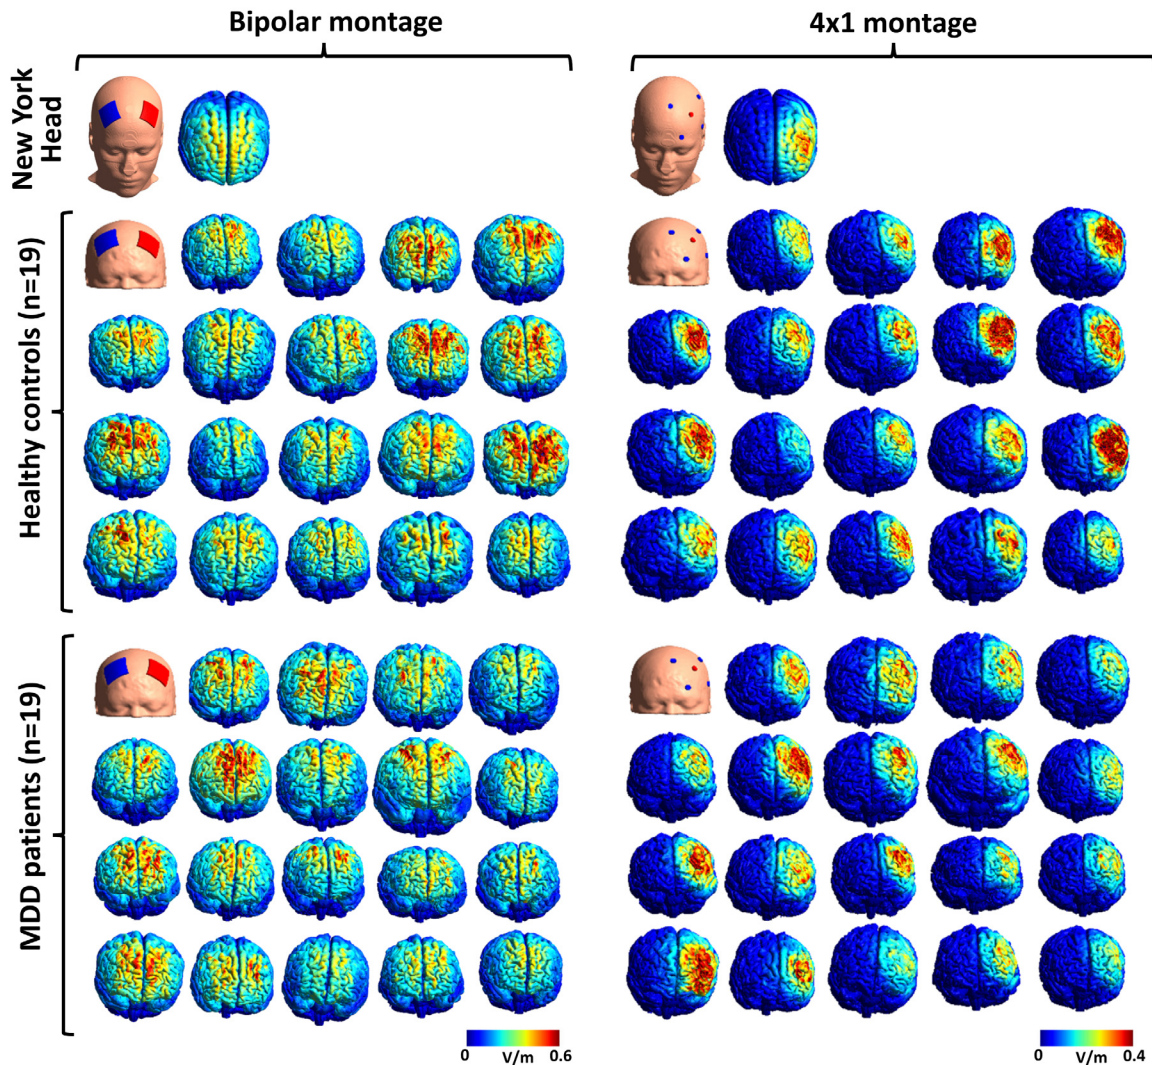 Bipolar montage
4x1 montage
New York
Head
Healthy controls (n=19)
MDD patients (n=19)
0 V/m 0.6
0 V/m 0.4